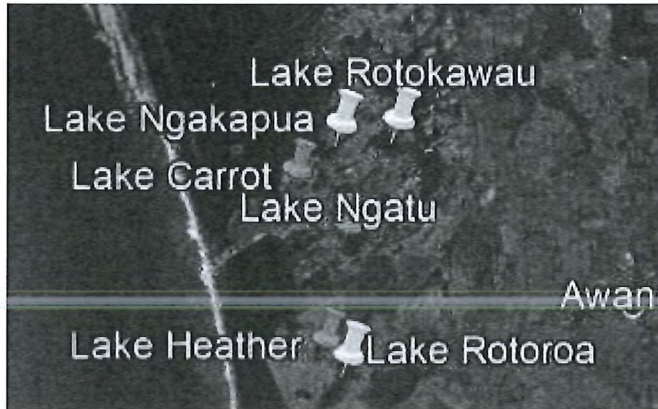 Lake Rotokawau
Lake Ngakapua
Lake Carrot
Lake Ngatu
Awan
Lake Heather
Lake Rotoroa